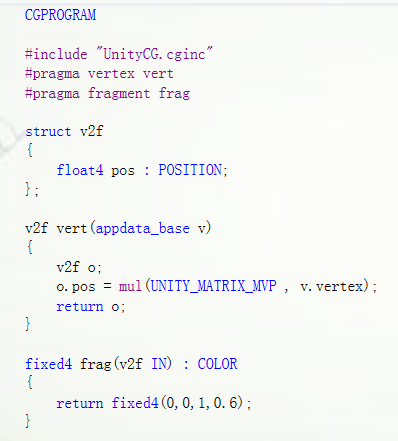 CGPROGRAM
#include "UnityCG.cginc"
#pragma vertex vert
#pragma fragment frag
struct v2f
{
float4 pos : POSITION;
};
v2f vert(appdata_base v)
{
v2f o;
o.pos = mul(UNITY_MATRIX_MVP , v.vertex);
return o;
}
fixed4 frag(v2f IN) : COLOR
{
return fixed4(0,0,1,0.6);
}